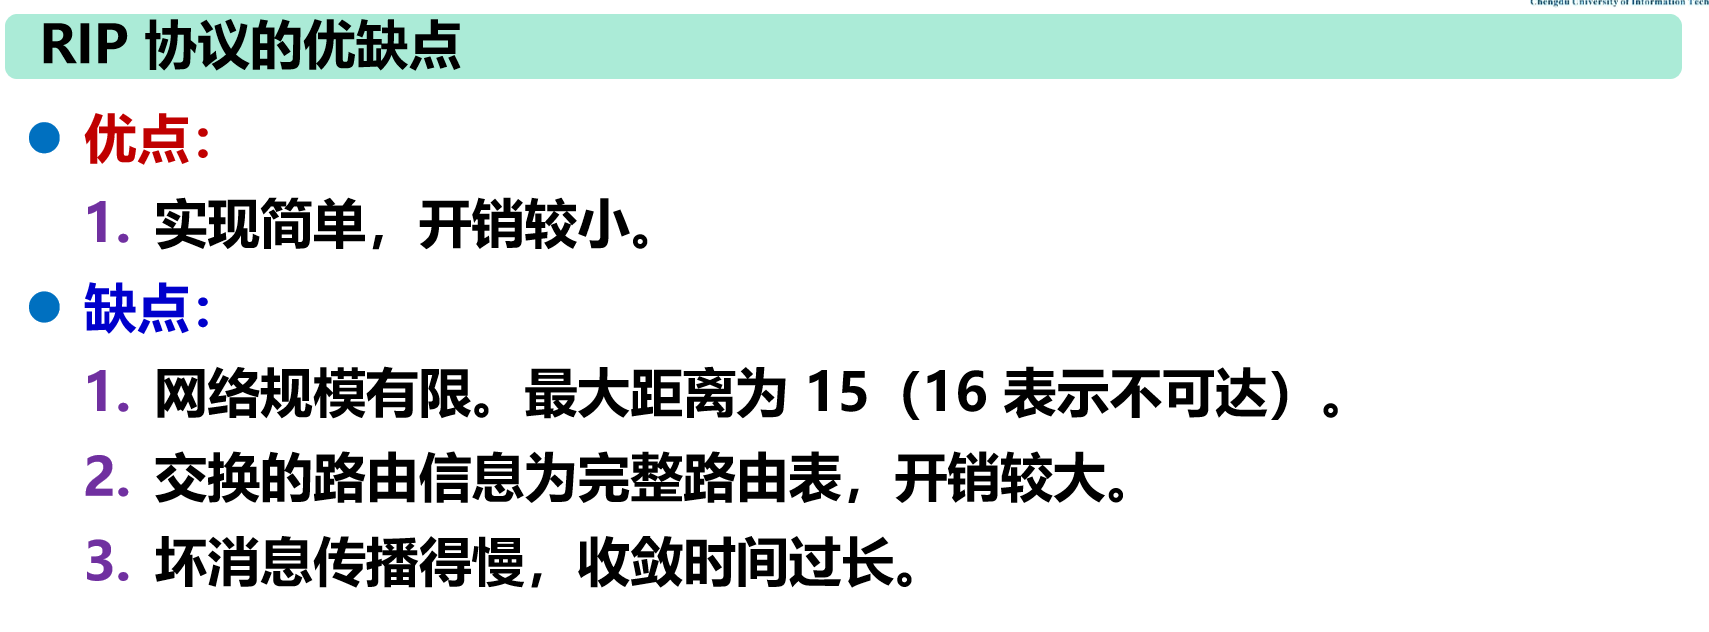 Chengdu University of Information Tech
RIP 协议的优缺点
优点：
1. 实现简单，开销较小。
缺点：
1. 网络规模有限。最大距离为 15（16 表示不可达）。
2. 交换的路由信息为完整路由表，开销较大。
3. 坏消息传播得慢，收敛时间过长。